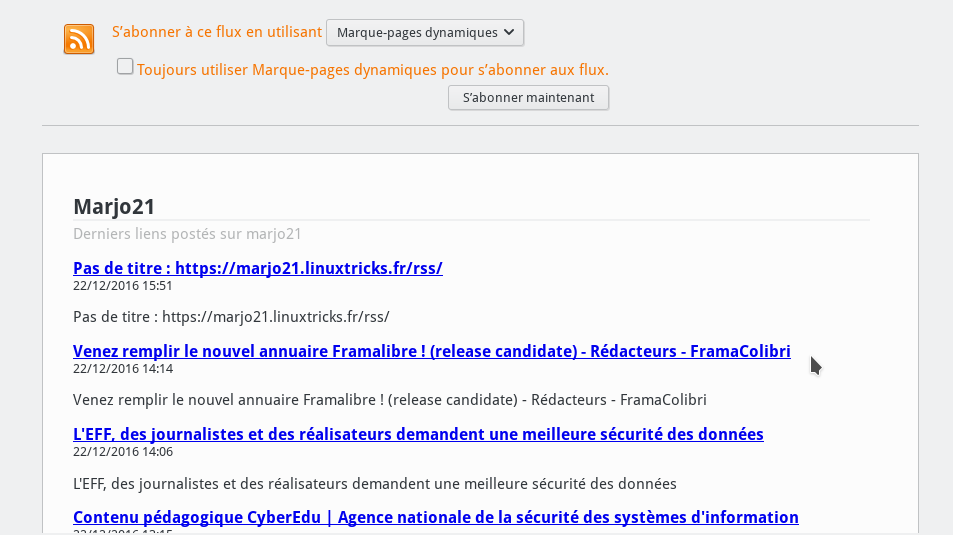 S’abonner à ce flux en utilisant Marque-pages dynamiques
Toujours utiliser Marque-pages dynamiques pour s’abonner aux flux.
S’abonner maintenant
Marjo21
Derniers liens postés sur marjo21
Pas de titre : https://marjo21.linuxtricks.fr/rss/
22/12/2016 15:51
Pas de titre : https://marjo21.linuxtricks.fr/rss/
Venez remplir le nouvel annuaire Framalibre ! (release candidate) - Rédacteurs - FramaColibri
22/12/2016 14:14
Venez remplir le nouvel annuaire Framalibre ! (release candidate) - Rédacteurs - FramaColibri
L'EFF, des journalistes et des réalisateurs demandent une meilleure sécurité des données
22/12/2016 14:06
L'EFF, des journalistes et des réalisateurs demandent une meilleure sécurité des données
Contenu pédagogique CyberEdu | Agence nationale de la sécurité des systèmes d'information